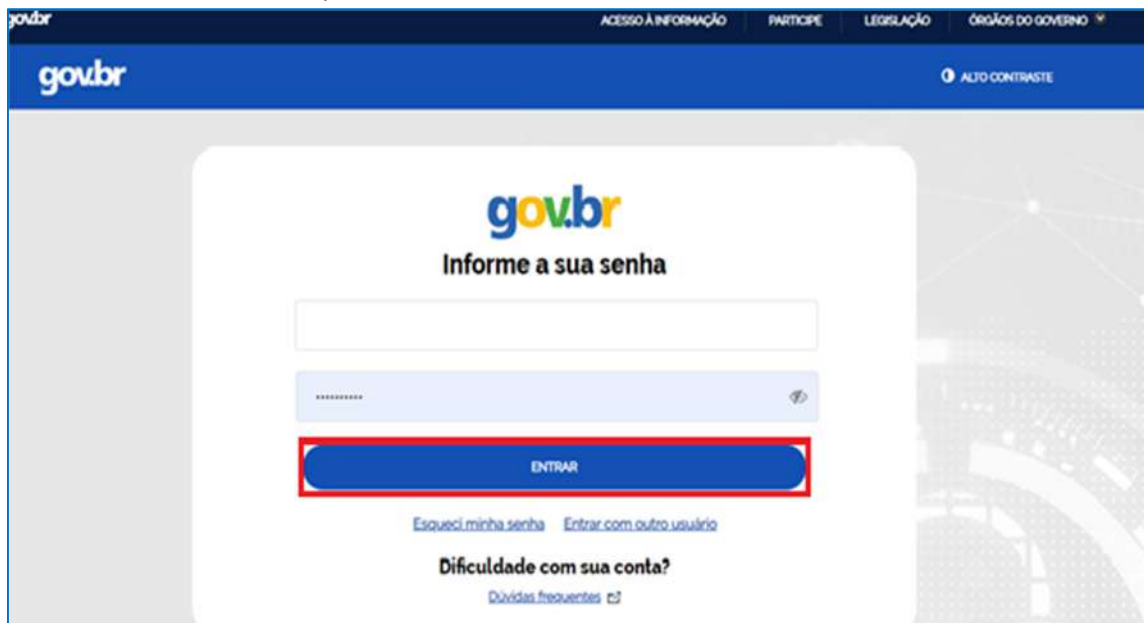 gov.br ACESSO À INFORMAÇÃO PARTICIPE LEGISLAÇÃO ÓRGÃOS DO GOVERNO
gov.br ALTO CONTRASTE
gov.br
Informe a sua senha
••••••••••
ENTRAR
Esqueci minha senha Entrar com outro usuário
Dificuldade com sua conta?
Dúvidas frequentes